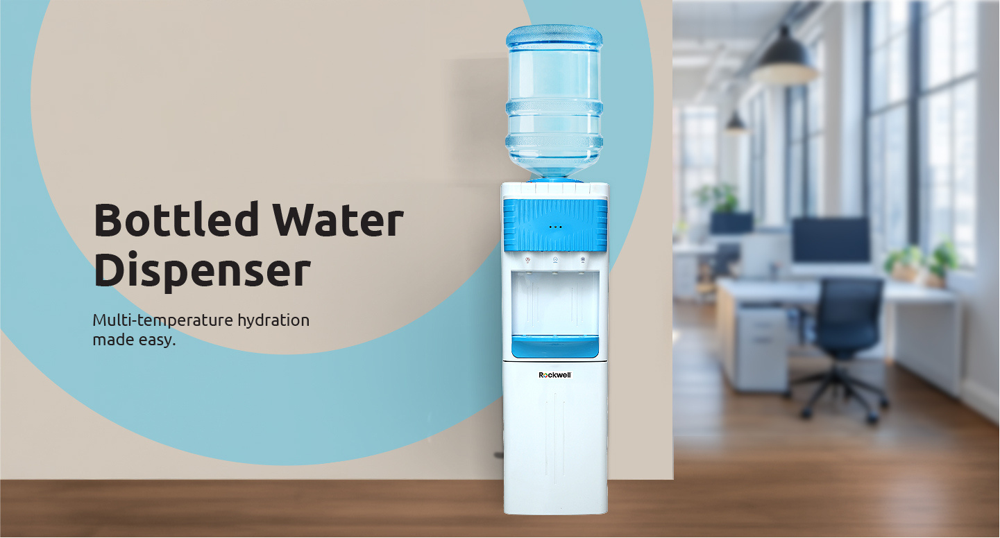 Bottled Water
Dispenser
Multi-temperature hydration
made easy.
Rockwell